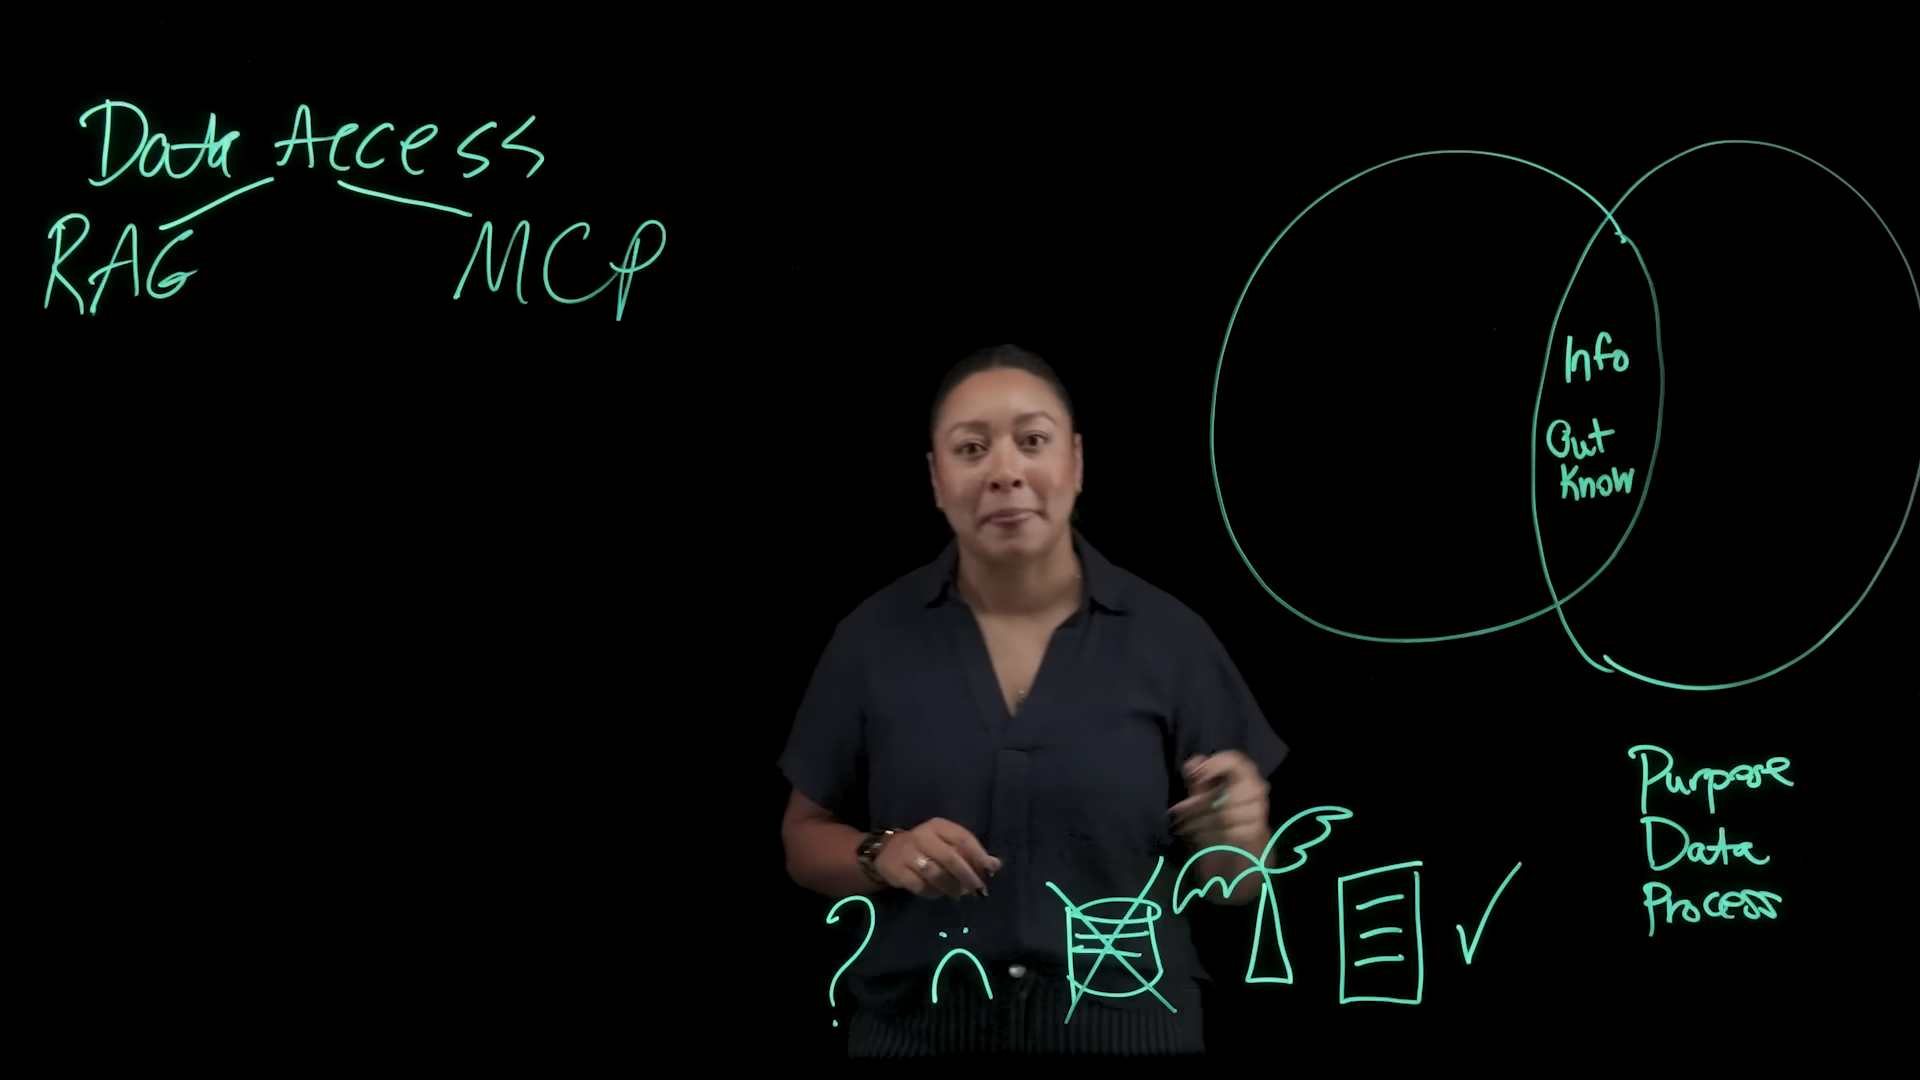 Data Access
RAG
MCP
Info
Out
Know
Purpose
Data
Process
?